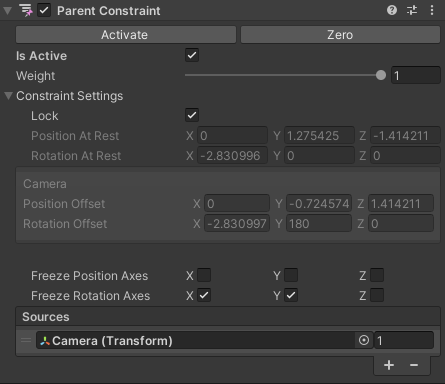 Parent Constraint
Activate Zero
Is Active
Weight 1
Constraint Settings
Lock
Position At Rest X 0 Y 1.275425 Z -1.414211
Rotation At Rest X -2.830996 Y 0 Z 0
Camera
Position Offset X 0 Y -0.724574 Z 1.414211
Rotation Offset X -2.830997 Y 180 Z 0
Freeze Position Axes X Y Z
Freeze Rotation Axes X Y Z
Sources
Camera (Transform) 1